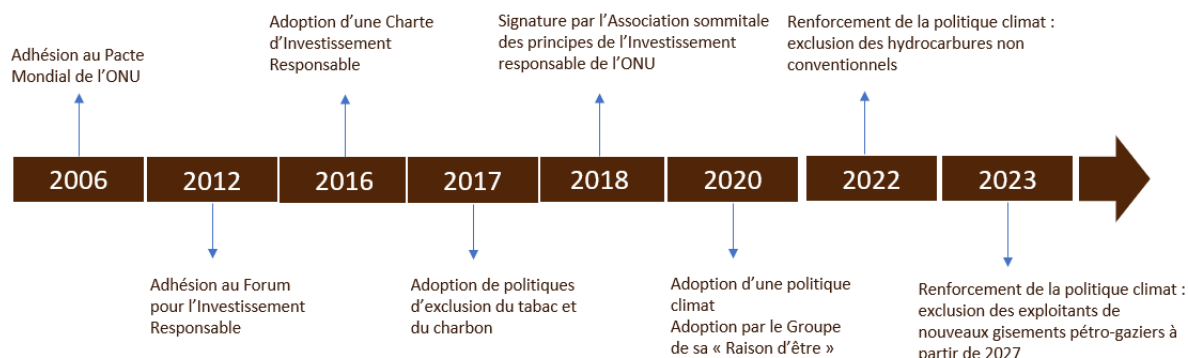 Adhésion au Pacte
Mondial de l’ONU
Adoption d’une Charte
d’Investissement
Responsable
Signature par l’Association sommitale
des principes de l’Investissement
responsable de l’ONU
Renforcement de la politique climat :
exclusion des hydrocarbures non
conventionnels
2006
2012
2016
2017
2018
2020
2022
2023
Adhésion au Forum
pour l’Investissement
Responsable
Adoption de politiques
d’exclusion du tabac et
du charbon
Adoption d’une politique
climat
Adoption par le Groupe
de sa « Raison d’être »
Renforcement de la politique climat :
exclusion des exploitants de
nouveaux gisements pétro-gaziers à
partir de 2027